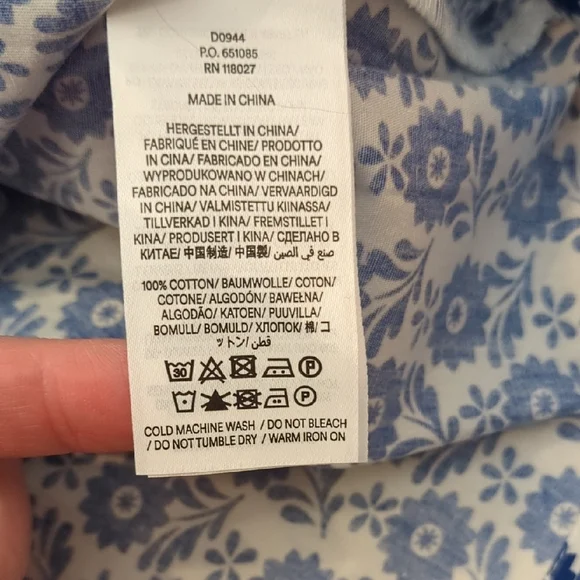 D0944
P.O. 651085
RN 118027
MADE IN CHINA
HERGESTELLT IN CHINA/
FABRIQUÉ EN CHINE/ PRODOTTO
IN CINA/ FABRICADO EN CHINA/
WYPRODUKOWANO W CHINACH/
FABRICADO NA CHINA/ VERVAARDIGD
IN CHINA/ VALMISTETTU KIINASSA/
TILLVERKAD I KINA/ FREMSTILLET I
KINA/ PRODUSERT I KINA/ СДЕЛАНО В
КИТАЕ/ 中国制造/ 中國製/ صنع في الصين
100% COTTON/ BAUMWOLLE/ COTON/
COTONE/ ALGODÓN/ BAWEŁNA/
ALGODÃO/ KATOEN/ PUUVILLA/
BOMULL/ BOMULD/ ХЛОПОК/ 棉/ コ
ットン/ قطن
30 P
P
COLD MACHINE WASH / DO NOT BLEACH
/ DO NOT TUMBLE DRY / WARM IRON ON